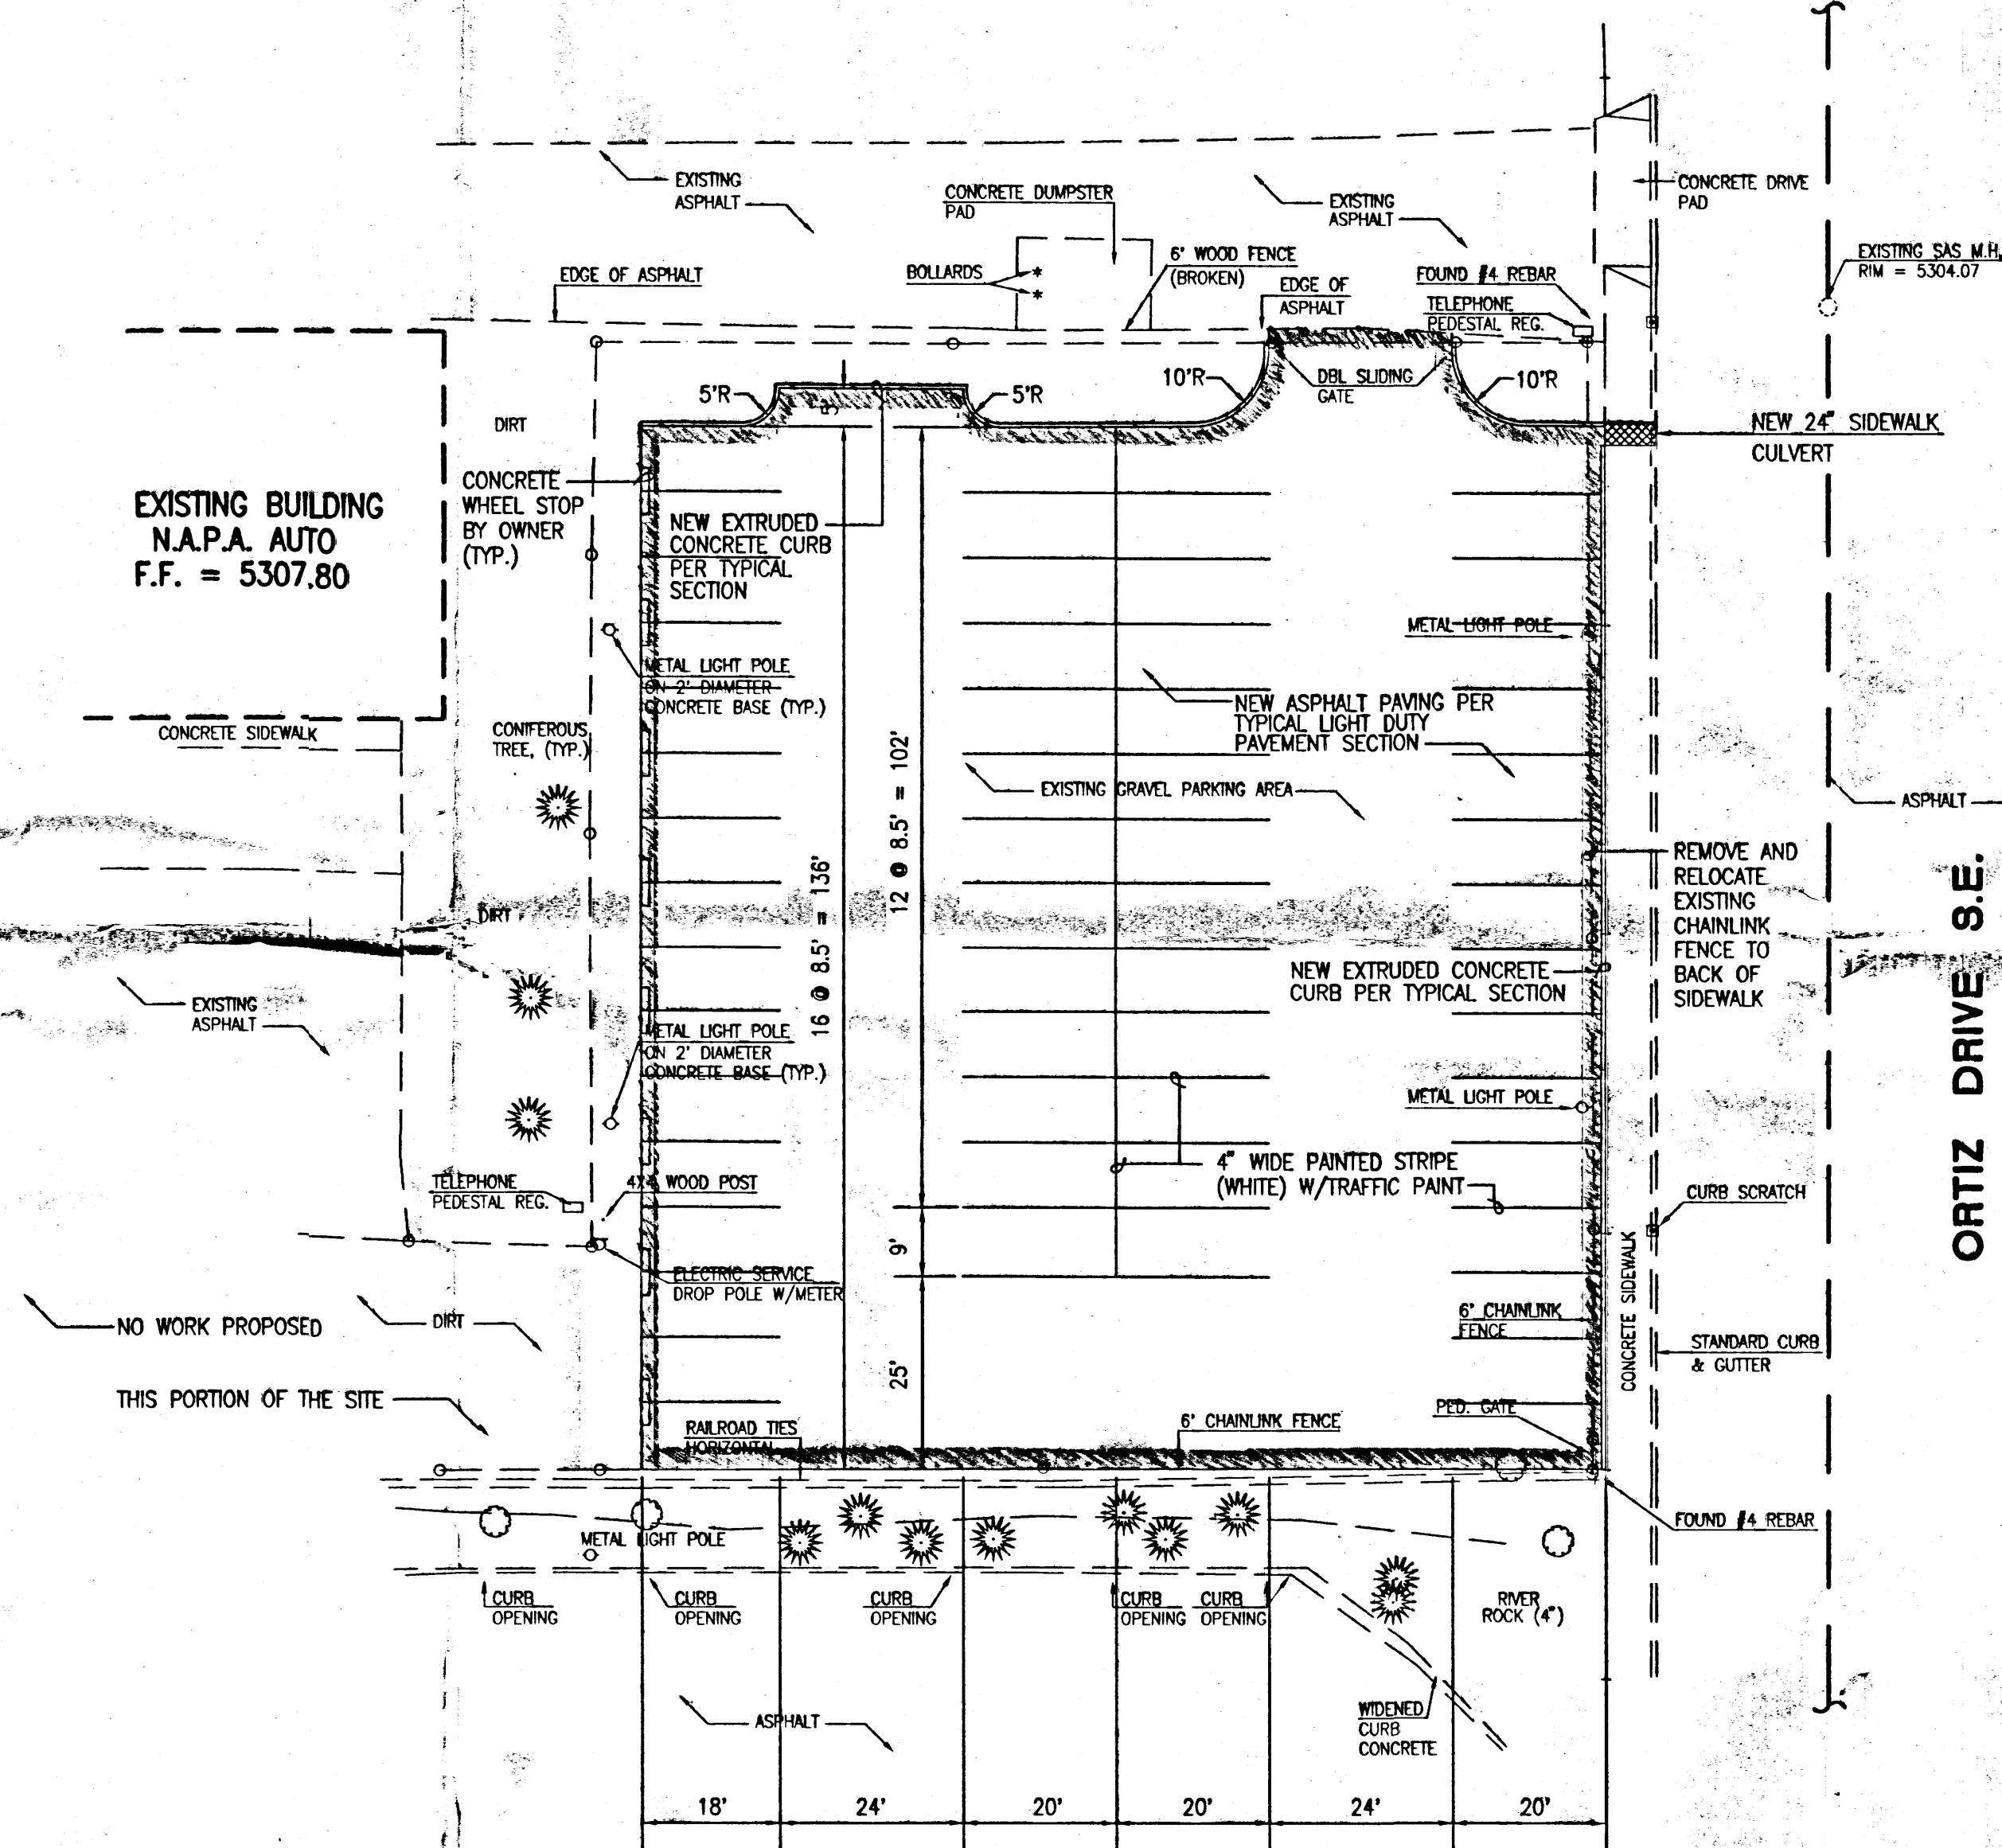 EXISTING
ASPHALT
CONCRETE DUMPSTER
PAD
EXISTING
ASPHALT
CONCRETE DRIVE
PAD
EXISTING SAS M.H.
RIM = 5304.07
EDGE OF ASPHALT
BOLLARDS
6' WOOD FENCE
(BROKEN)
EDGE OF
ASPHALT
FOUND #4 REBAR
TELEPHONE
PEDESTAL REG.
5'R
5'R
10'R
DBL SLIDING
GATE
10'R
DIRT
NEW 24" SIDEWALK
CULVERT
EXISTING BUILDING
N.A.P.A. AUTO
F.F. = 5307.80
CONCRETE
WHEEL STOP
BY OWNER
(TYP.)
NEW EXTRUDED
CONCRETE CURB
PER TYPICAL
SECTION
METAL LIGHT POLE
METAL LIGHT POLE
ON 2' DIAMETER
CONCRETE BASE (TYP.)
NEW ASPHALT PAVING PER
TYPICAL LIGHT DUTY
PAVEMENT SECTION
CONCRETE SIDEWALK
CONIFEROUS
TREE, (TYP.)
12 @ 8.5' = 102'
EXISTING GRAVEL PARKING AREA
ASPHALT
16 @ 8.5' = 136'
REMOVE AND
RELOCATE
EXISTING
CHAINLINK
FENCE TO
BACK OF
SIDEWALK
ORTIZ DRIVE S.E.
DIRT
NEW EXTRUDED CONCRETE
CURB PER TYPICAL SECTION
EXISTING
ASPHALT
METAL LIGHT POLE
ON 2' DIAMETER
CONCRETE BASE (TYP.)
METAL LIGHT POLE
TELEPHONE
PEDESTAL REG.
4X4 WOOD POST
4" WIDE PAINTED STRIPE
(WHITE) W/TRAFFIC PAINT
CURB SCRATCH
9'
ELECTRIC SERVICE
DROP POLE W/METER
CONCRETE SIDEWALK
NO WORK PROPOSED
DIRT
6' CHAINLINK
FENCE
STANDARD CURB
& GUTTER
25'
THIS PORTION OF THE SITE
RAILROAD TIES
HORIZONTAL
6' CHAINLINK FENCE
PED. GATE
FOUND #4 REBAR
METAL LIGHT POLE
CURB
OPENING
CURB
OPENING
CURB
OPENING
CURB
OPENING
CURB
OPENING
RIVER
ROCK (4")
ASPHALT
WIDENED
CURB
CONCRETE
18'
24'
20'
20'
24'
20'